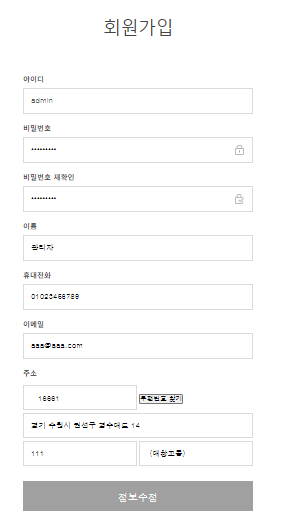 회원가입
아이디
admin
비밀번호
•••••••••
비밀번호 재확인
•••••••••
이름
관리자
휴대전화
01023456789
이메일
aaa@aaa.com
주소
16661 우편번호 찾기
경기 수원시 권선구 경수대로 14
111 (대황교동)
정보수정